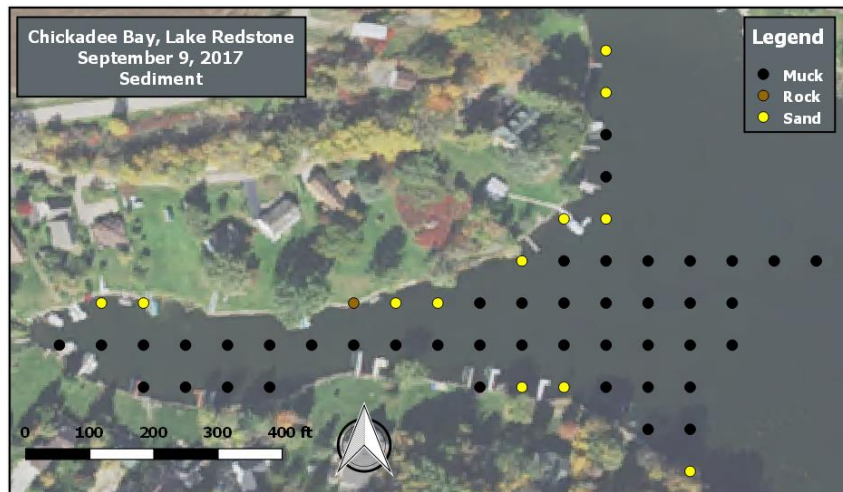 Chickadee Bay, Lake Redstone
September 9, 2017
Sediment
Legend
Muck
Rock
Sand
0 100 200 300 400 ft